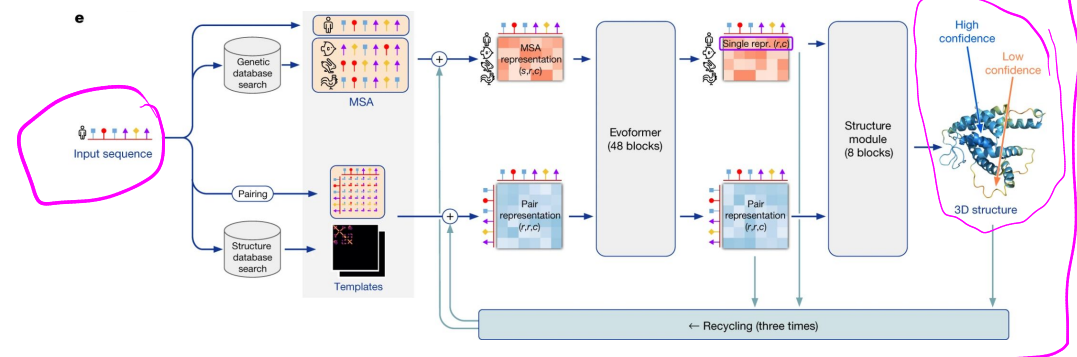 e
Input sequence
Genetic
database
search
MSA
Pairing
Structure
database
search
Templates
+
+
MSA
representation
(s,r,c)
Pair
representation
(r,r,c)
Evoformer
(48 blocks)
Single repr. (r,c)
Pair
representation
(r,r,c)
Structure
module
(8 blocks)
High
confidence
Low
confidence
3D structure
← Recycling (three times)